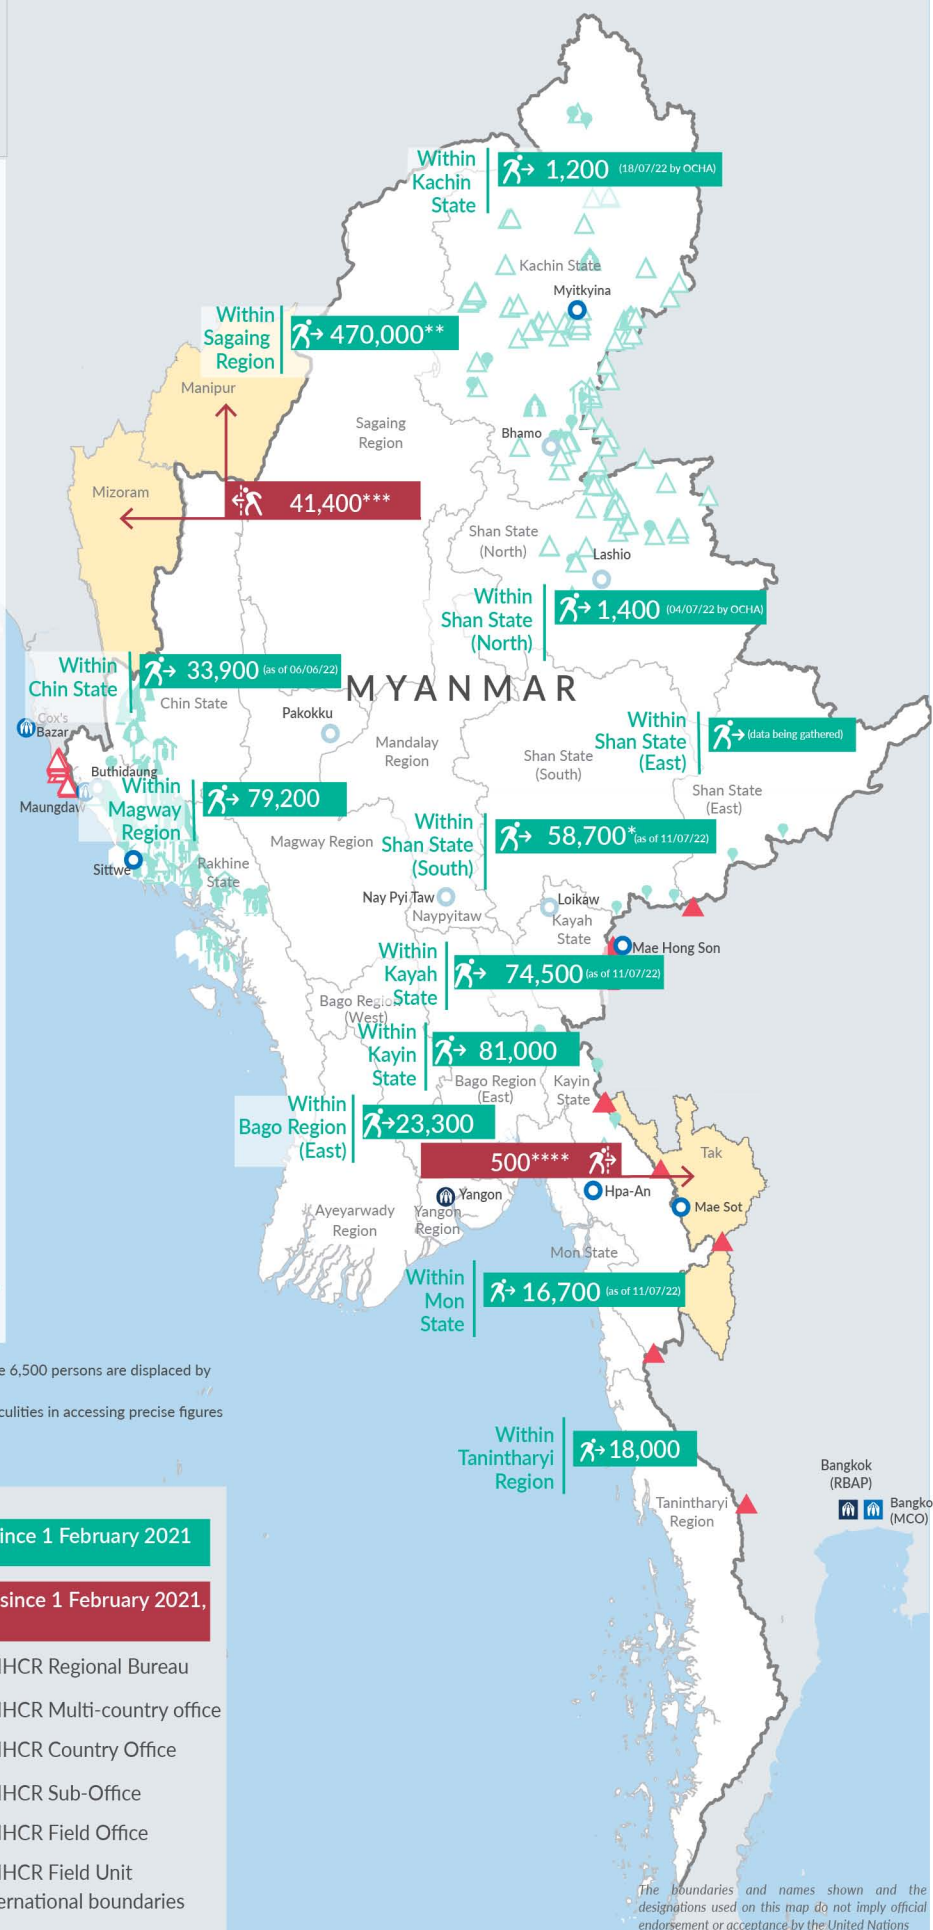 Within
Kachin
State
1,200 (18/07/22 by OCHA)
Kachin State
Myitkyina
Within
Sagaing
Region
470,000**
Manipur
Sagaing
Region
Bhamo
Mizoram
41,400***
Shan State
(North)
Lashio
Within
Shan State
(North)
1,400 (04/07/22 by OCHA)
Within
Chin State
33,900 (as of 06/06/22)
MYANMAR
Chin State
Pakokku
Cox's
Bazar
Mandalay
Region
Within
Shan State
(East)
(data being gathered)
Shan State
(South)
Buthidaung
Maungdaw
Within
Magway
Region
79,200
Shan State
(East)
Magway Region
Within
Shan State
(South)
58,700* (as of 11/07/22)
Sittwe
Rakhine
State
Nay Pyi Taw
Naypyitaw
Loikaw
Kayah
State
Mae Hong Son
Within
Kayah
State
74,500 (as of 11/07/22)
Bago Region
(West)
Within
Kayin
State
81,000
Bago Region
(East)
Kayin
State
Within
Bago Region
(East)
23,300
500****
Tak
Yangon
Hpa-An
Mae Sot
Ayeyarwady
Region
Yangon
Region
Mon State
Within
Mon
State
16,700 (as of 11/07/22)
e 6,500 persons are displaced by
culities in accessing precise figures
Within
Tanintharyi
Region
18,000
Bangkok
(RBAP)
Bangko
(MCO)
Tanintharyi
Region
ince 1 February 2021
since 1 February 2021,
HCR Regional Bureau
HCR Multi-country office
HCR Country Office
HCR Sub-Office
HCR Field Office
HCR Field Unit
ernational boundaries
The boundaries and names shown and the
designations used on this map do not imply official
endorsement or acceptance by the United Nations